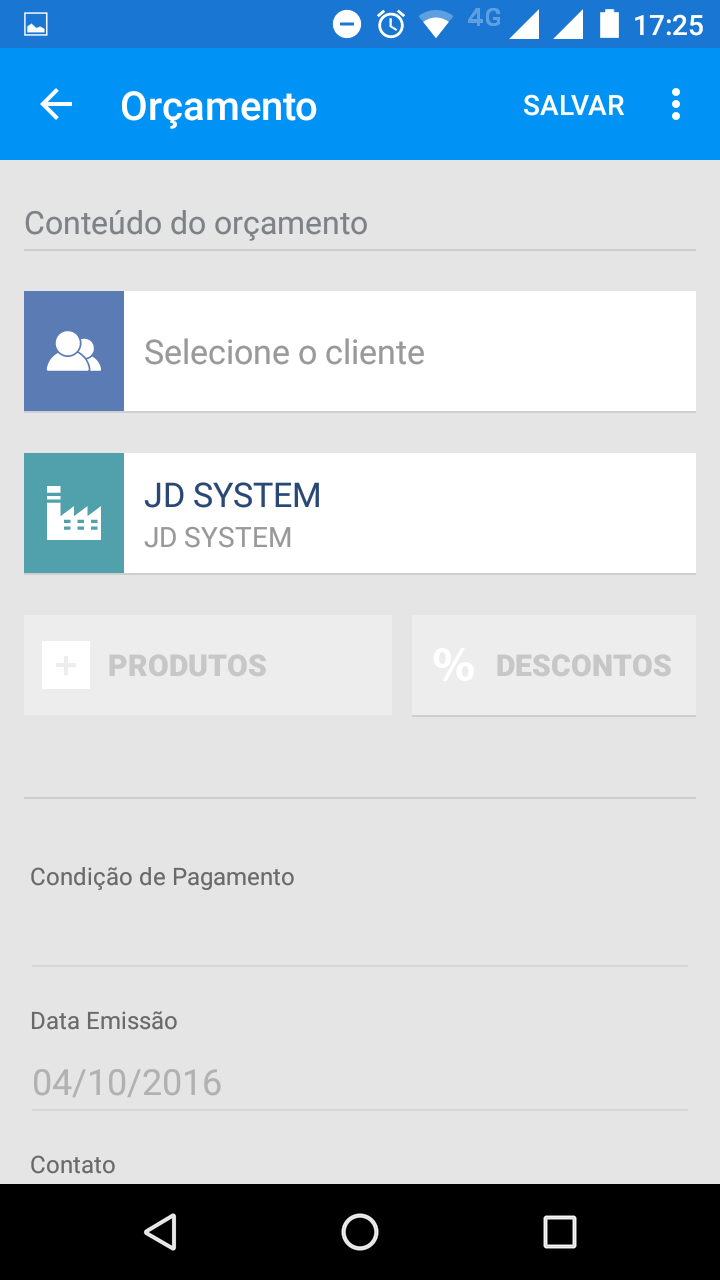 4G 17:25
Orçamento SALVAR
Conteúdo do orçamento
Selecione o cliente
JD SYSTEM
JD SYSTEM
+ PRODUTOS % DESCONTOS
Condição de Pagamento
Data Emissão
04/10/2016
Contato